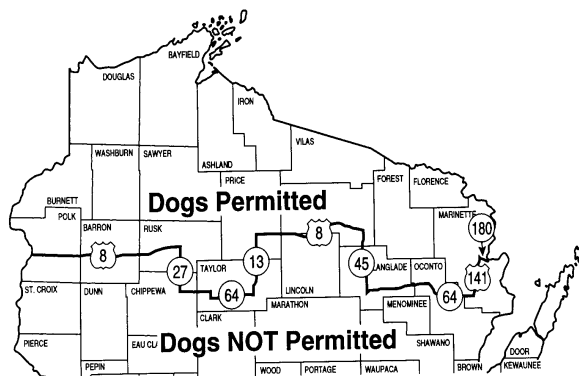 BAYFIELD
DOUGLAS
IRON
VILAS
WASHBURN
SAWYER
ASHLAND
PRICE
FOREST
FLORENCE
BURNETT
POLK
Dogs Permitted
MARINETTE
180
BARRON
RUSK
8
8
13
45
27
TAYLOR
LANGLADE
OCONTO
141
ST. CROIX
DUNN
CHIPPEWA
64
LINCOLN
64
MARATHON
MENOMINEE
CLARK
Dogs NOT Permitted
PIERCE
EAU CL/
SHAWANO
DOOR
PEPIN
WOOD
PORTAGE
WAUPACA
BROWN
KEWAUNEE